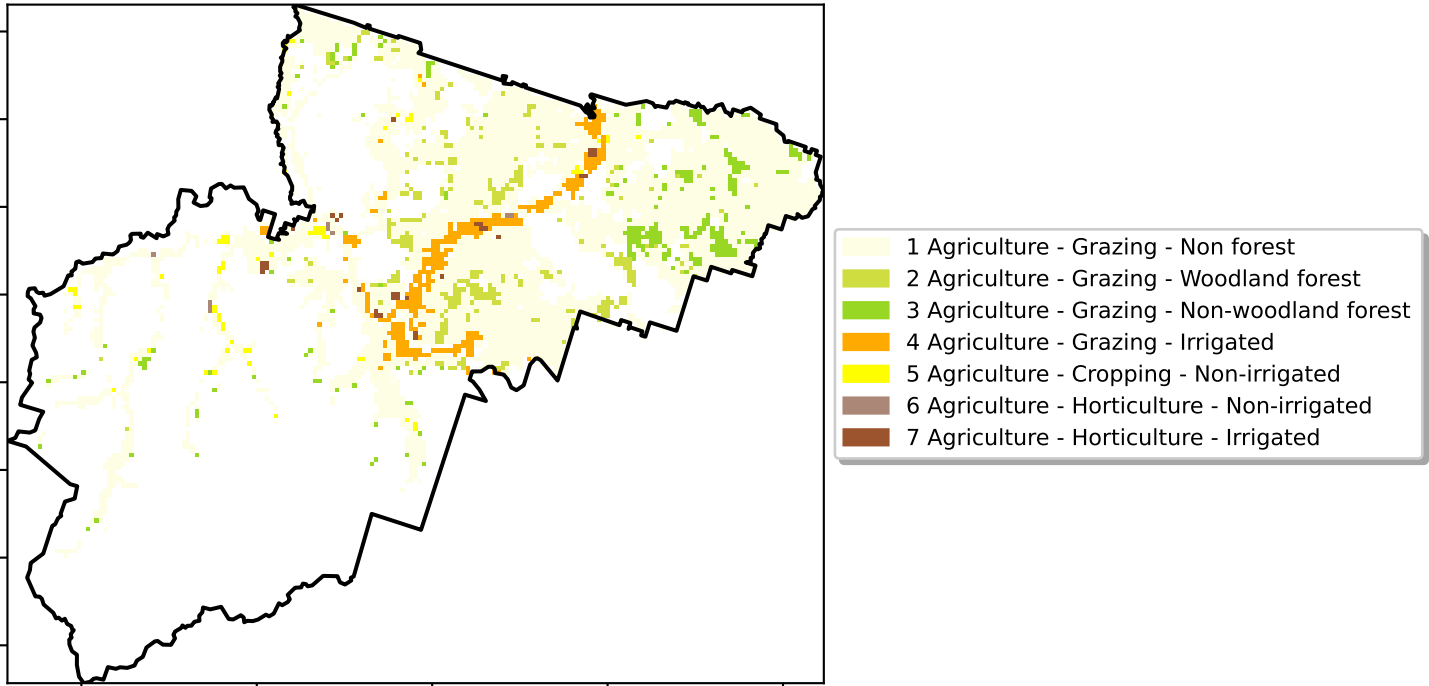 1 Agriculture - Grazing - Non forest
2 Agriculture - Grazing - Woodland forest
3 Agriculture - Grazing - Non-woodland forest
4 Agriculture - Grazing - Irrigated
5 Agriculture - Cropping - Non-irrigated
6 Agriculture - Horticulture - Non-irrigated
7 Agriculture - Horticulture - Irrigated